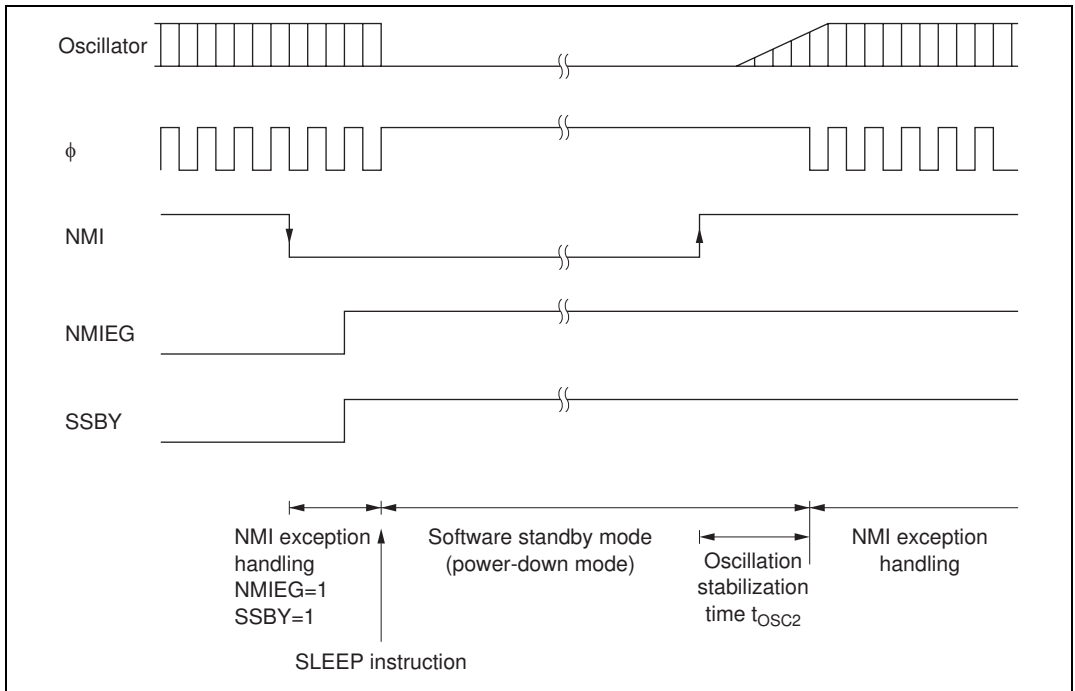 Oscillator
φ
NMI
NMIEG
SSBY
NMI exception
handling
NMIEG=1
SSBY=1
SLEEP instruction
Software standby mode
(power-down mode)
Oscillation
stabilization
time tOSC2
NMI exception
handling